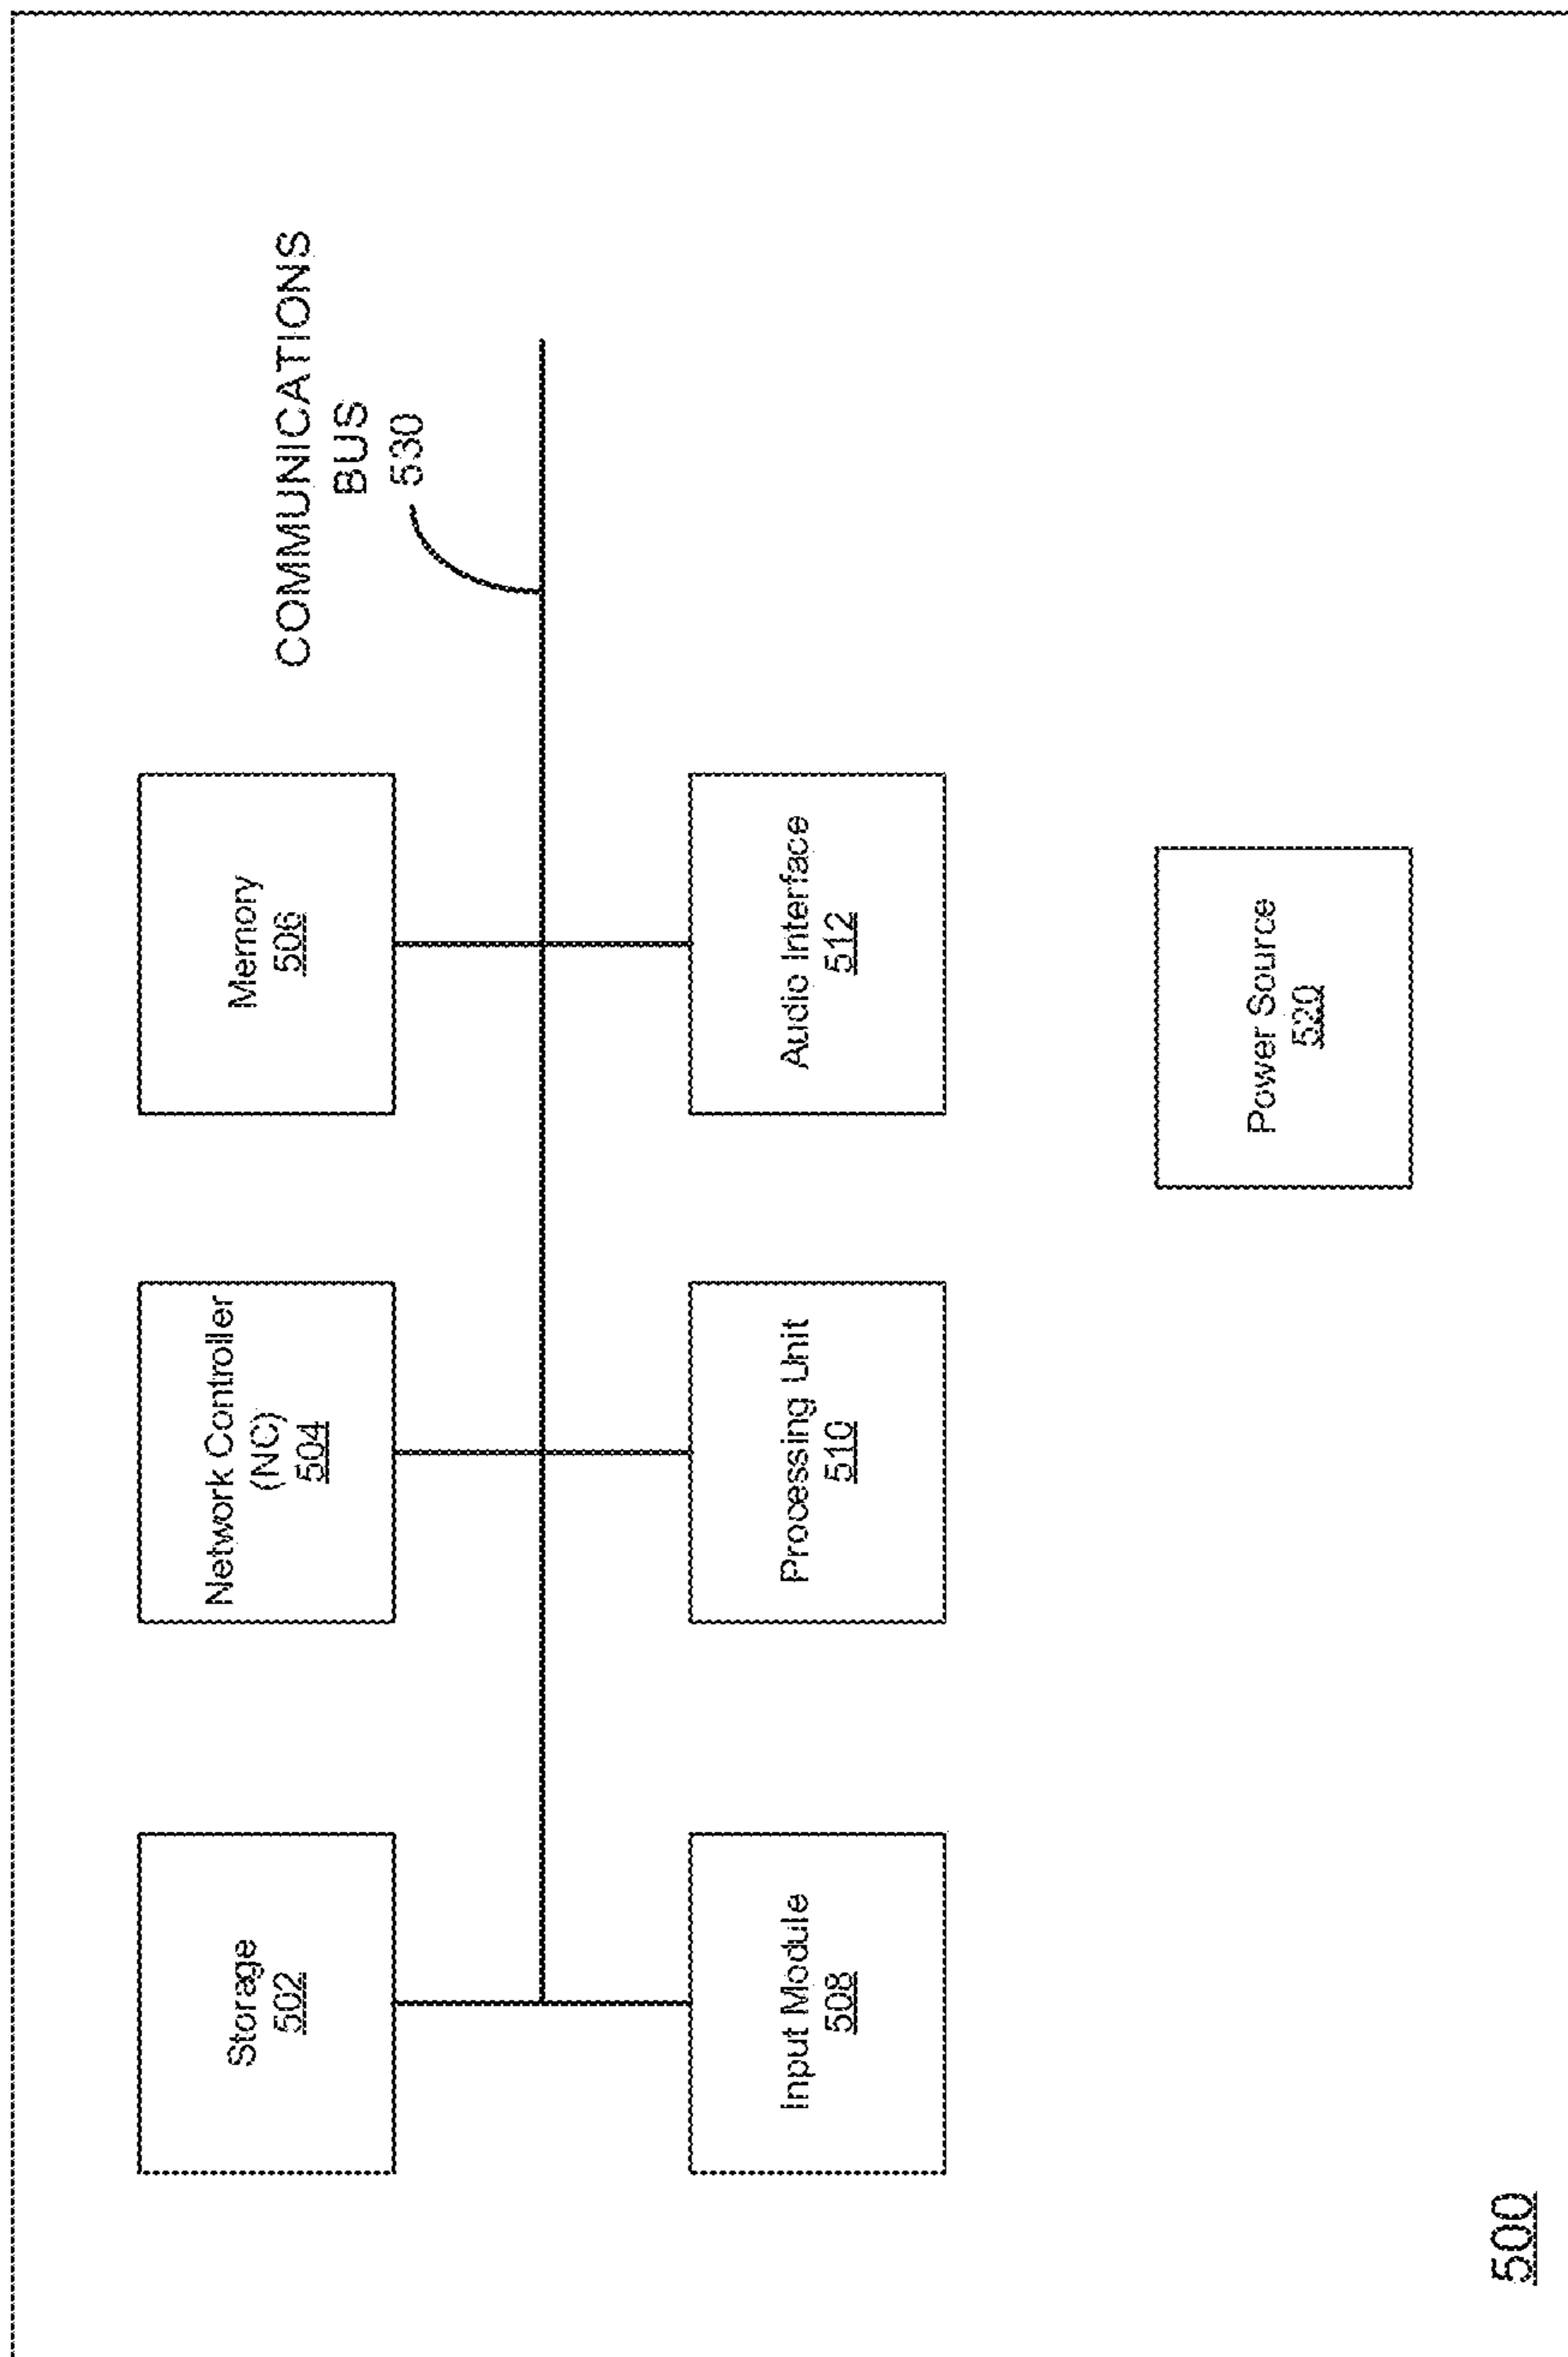 COMMUNICATIONS
BUS
530
Storage
502
Network Controller
(NC)
504
Memory
506
Input Module
508
Processing Unit
510
Audio Interface
512
Power Source
520
500